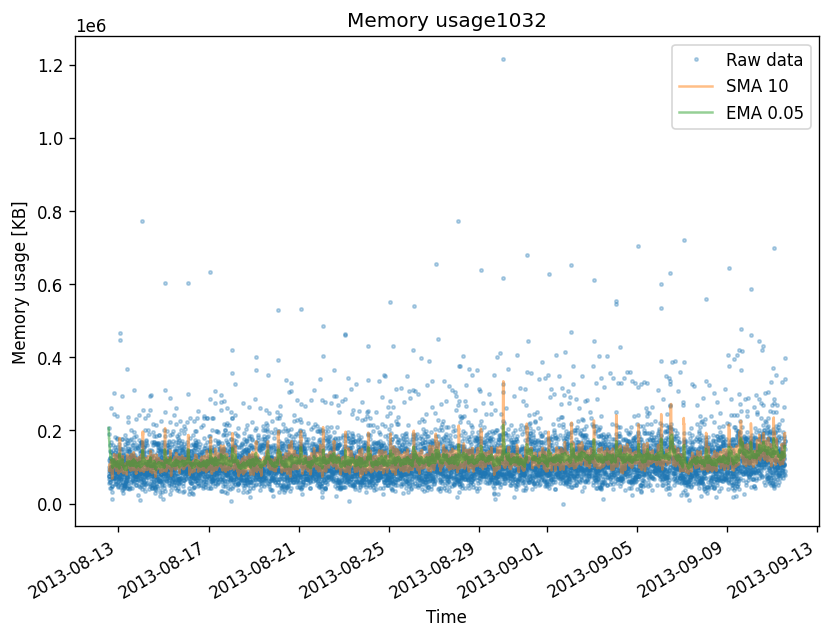 Memory usage1032
1e6
Raw data
SMA 10
EMA 0.05
1.2
1.0
0.8
0.6
0.4
0.2
0.0
Memory usage [KB]
2013-08-13
2013-08-17
2013-08-21
2013-08-25
2013-08-29
2013-09-01
2013-09-05
2013-09-09
2013-09-13
Time